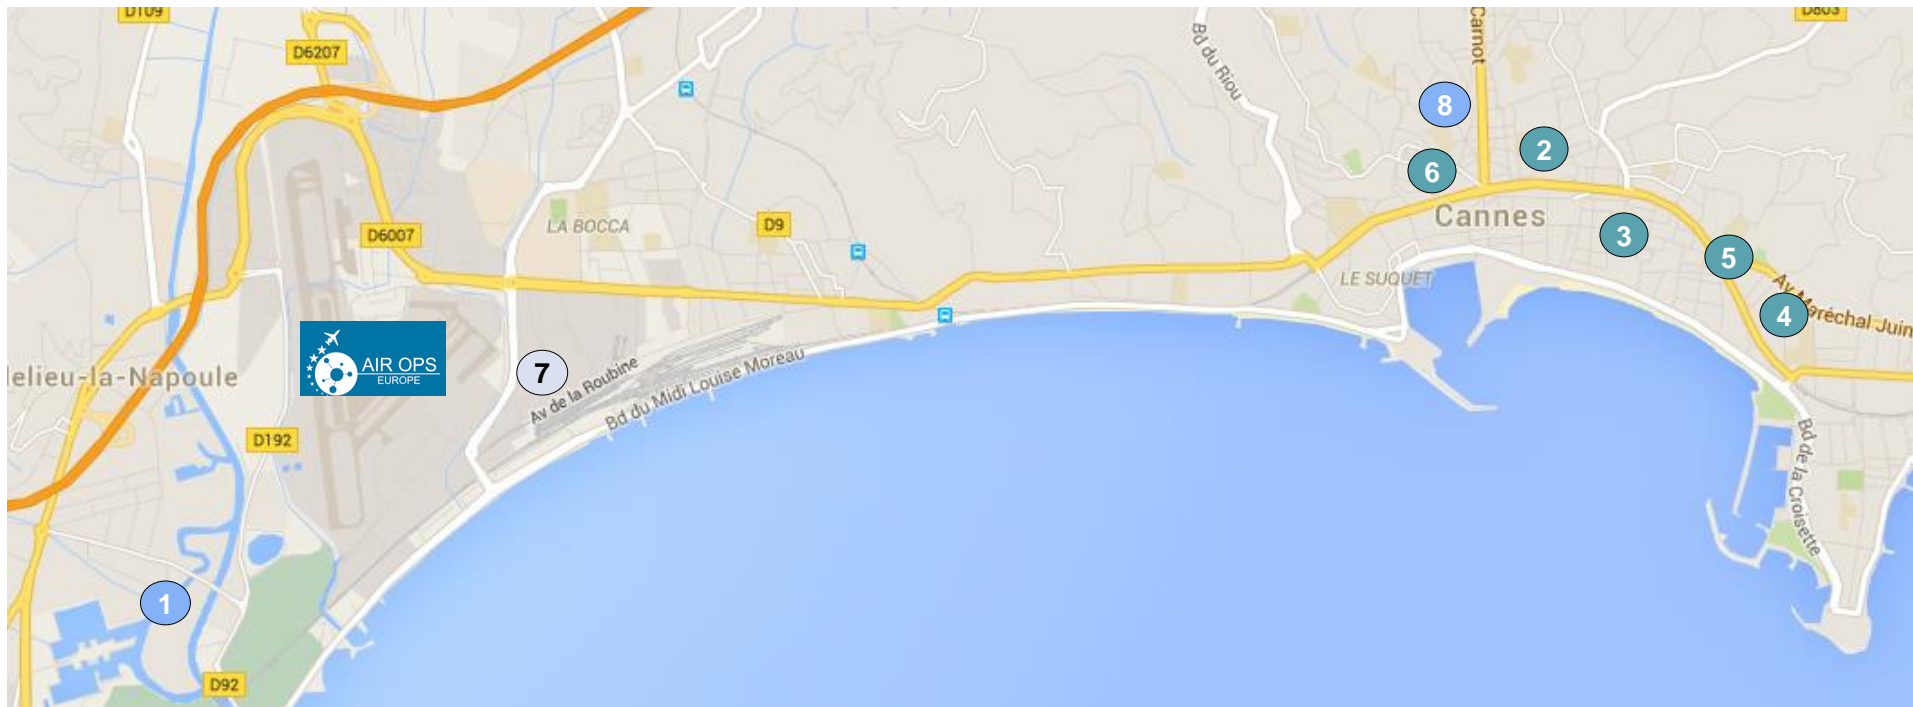 D109
D803
Carnot
D6207
Bd du Riou
8
2
6
Cannes
LA BOCCA
D9
D6007
3
5
LE SUQUET
Av Maréchal Juin
4
AIR OPS
EUROPE
7
elieu-la-Napoule
Av de la Roubine
Bd du Midi Louise Moreau
D192
Bd de la Croisette
1
D92